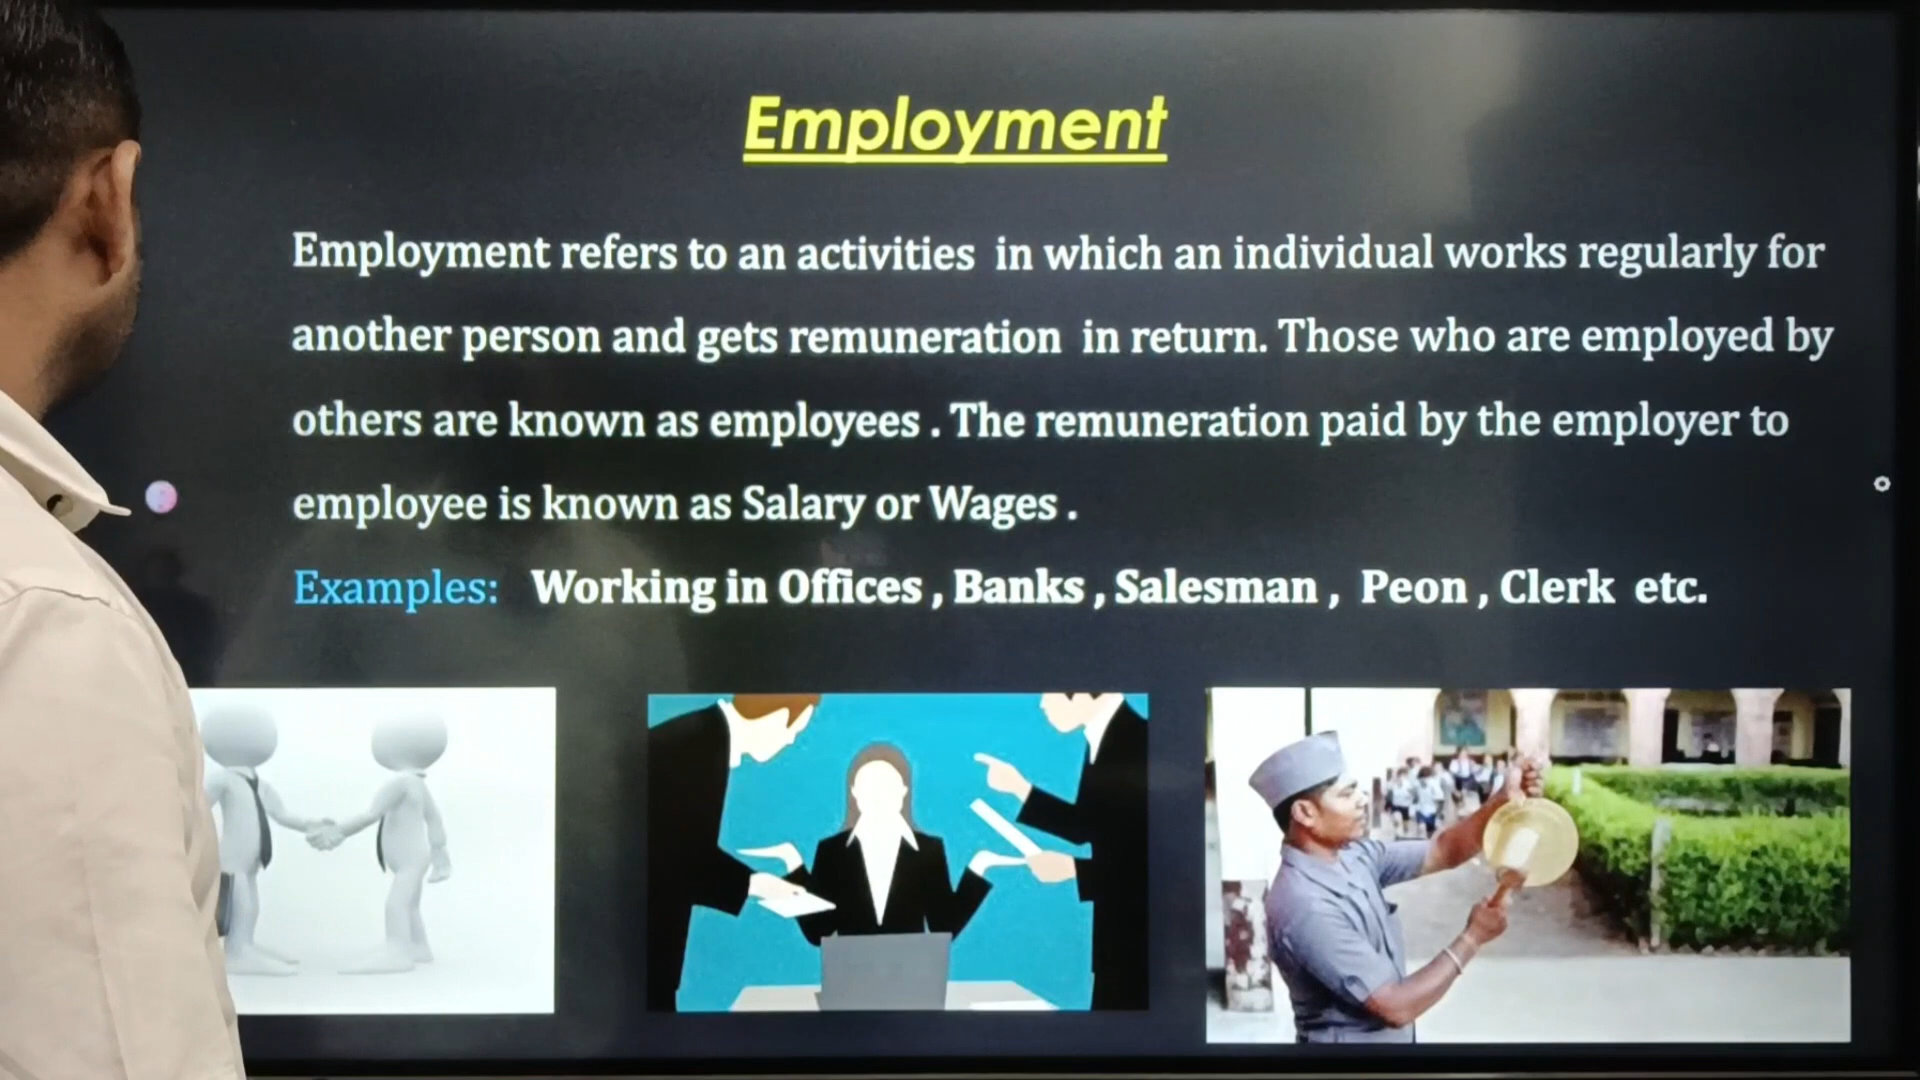 Employment
Employment refers to an activities in which an individual works regularly for
another person and gets remuneration in return. Those who are employed by
others are known as employees . The remuneration paid by the employer to
employee is known as Salary or Wages .
Examples: Working in Offices , Banks , Salesman , Peon , Clerk etc.